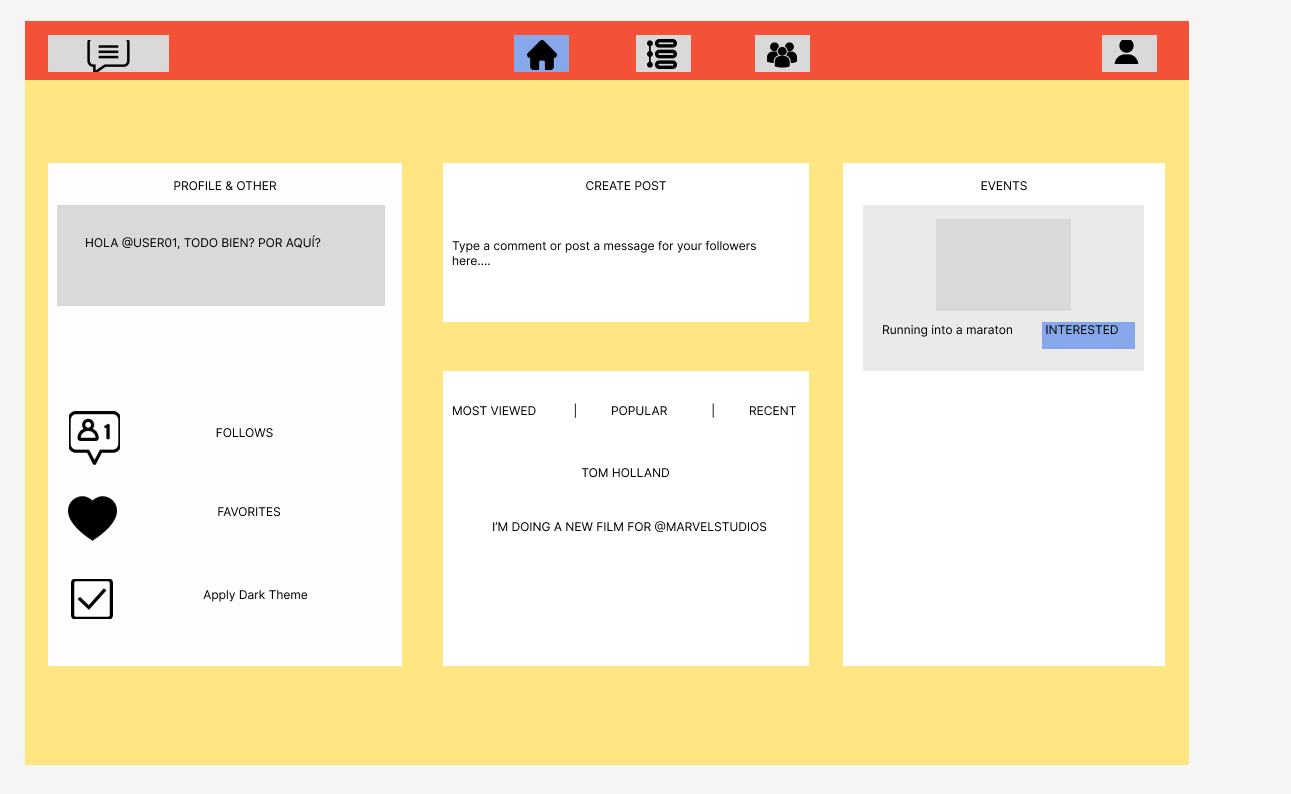 PROFILE & OTHER
HOLA @USER01, TODO BIEN? POR AQUÍ?
1
FOLLOWS
FAVORITES
Apply Dark Theme
CREATE POST
Type a comment or post a message for your followers
here....
MOST VIEWED | POPULAR | RECENT
TOM HOLLAND
I'M DOING A NEW FILM FOR @MARVELSTUDIOS
EVENTS
Running into a maraton
INTERESTED